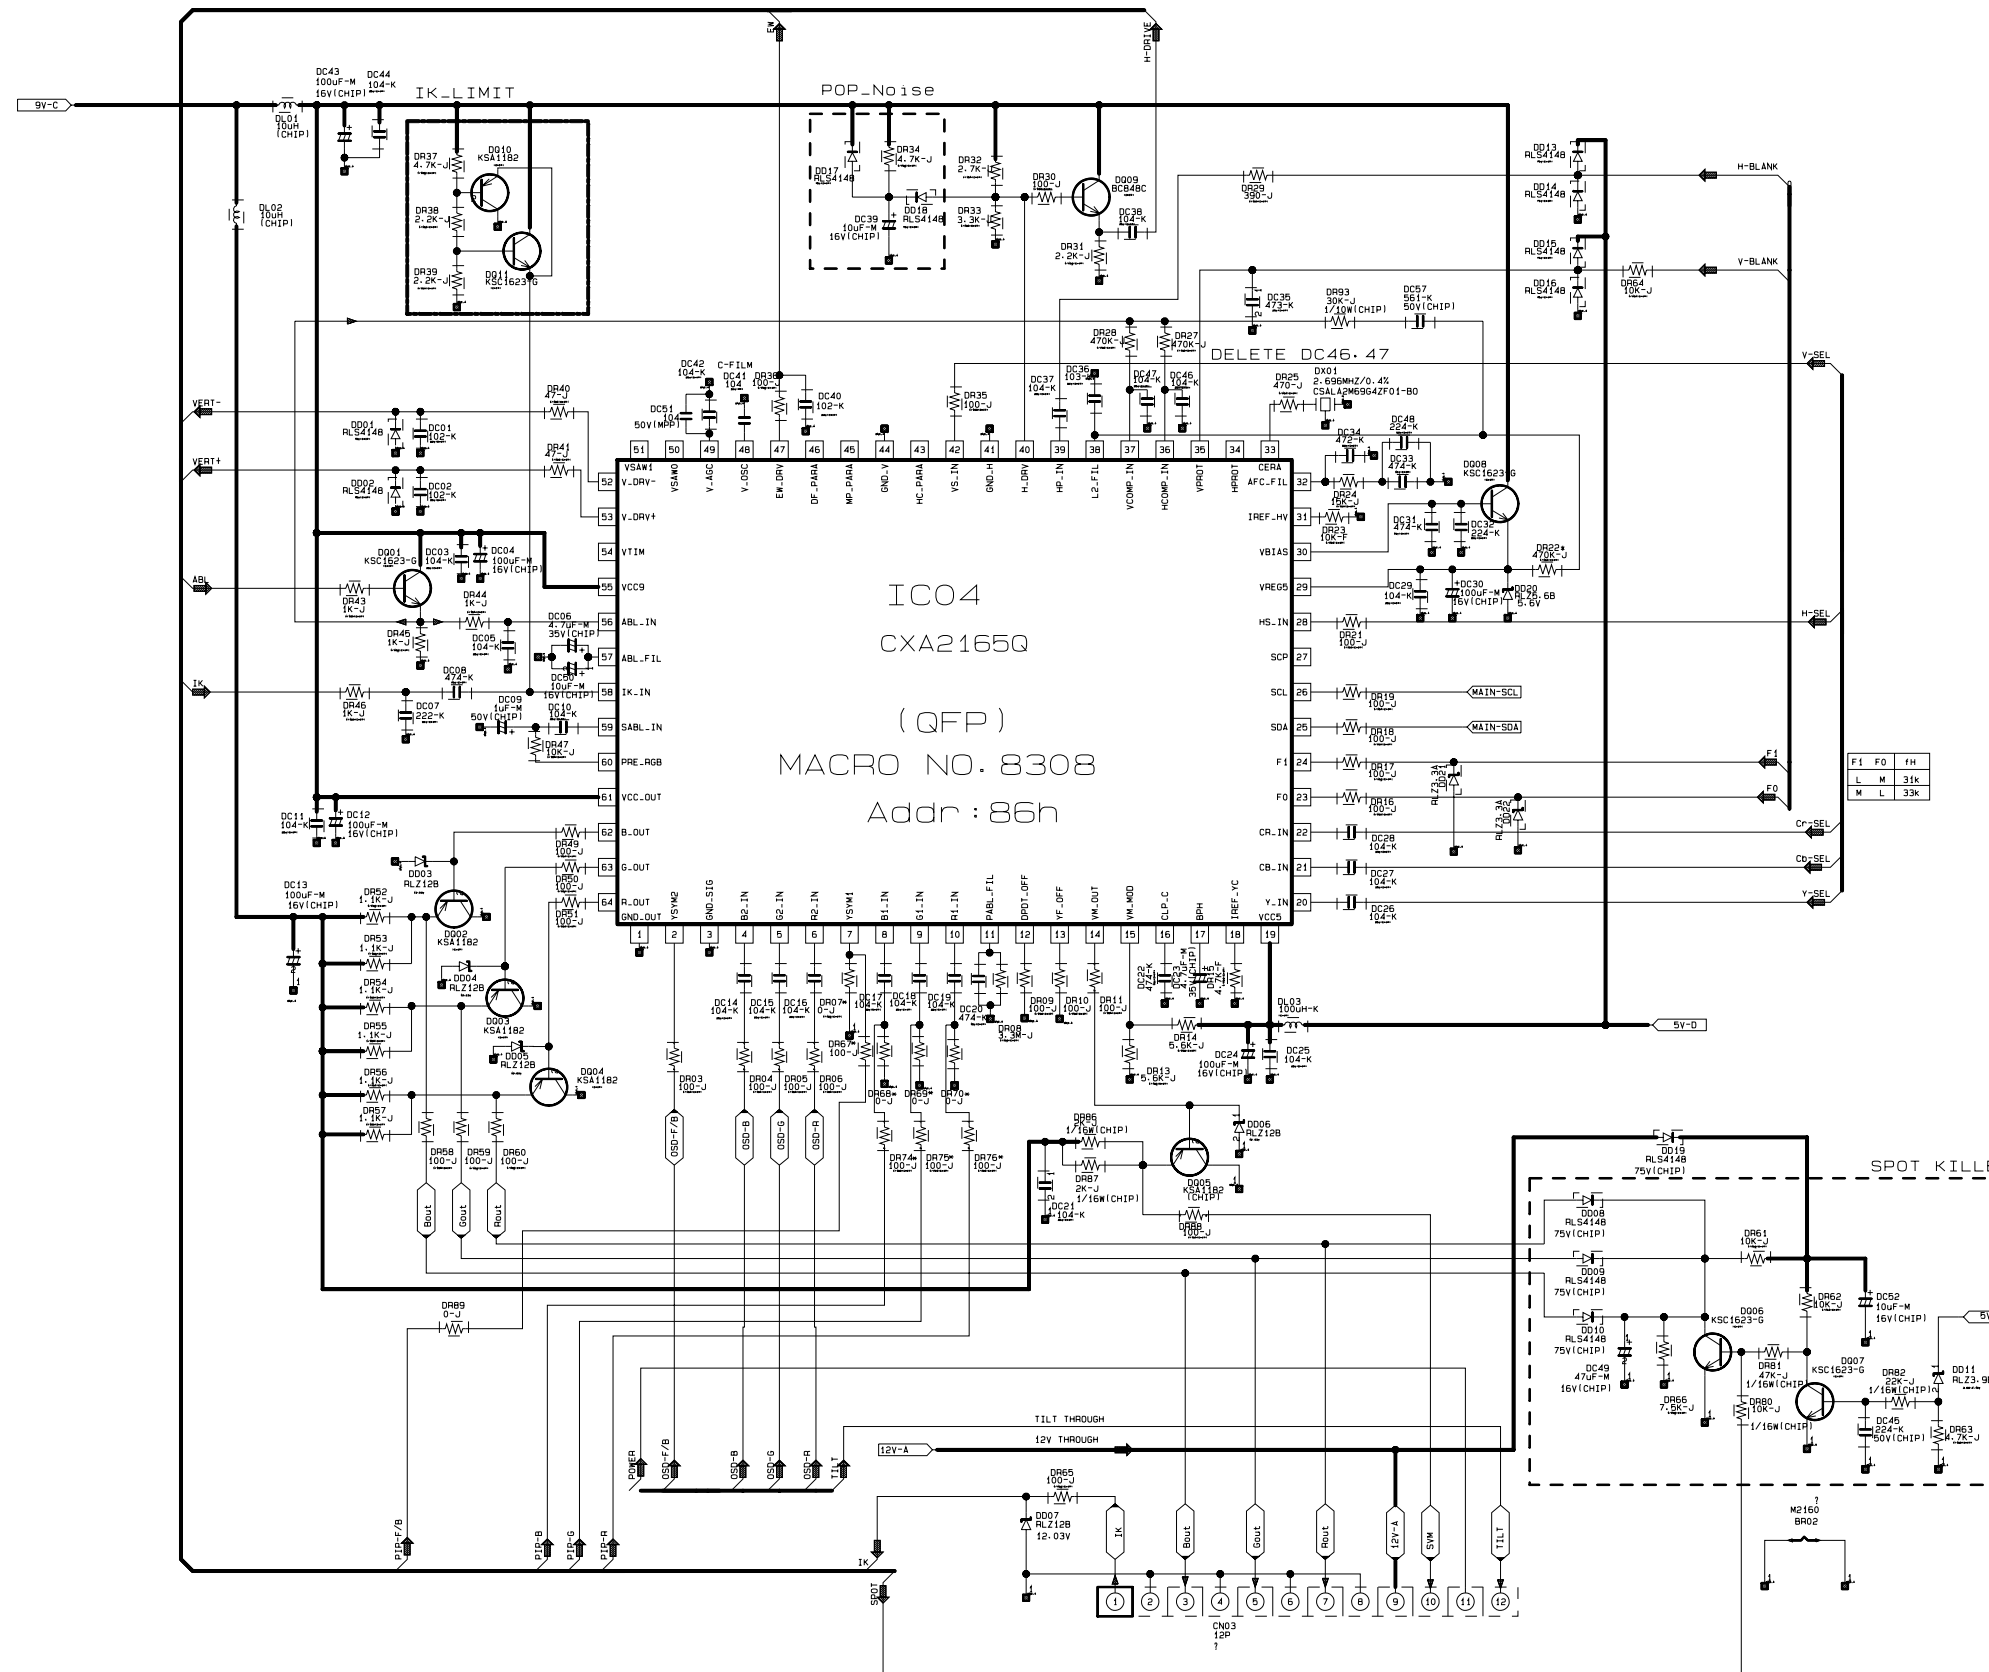 EW
H-DRIVE
9V-C
DC43
100uF-M
16V(CHIP)
DC44
104-K
DL01
10uH
(CHIP)
IK_LIMIT
DR37
4.7K-J
DQ10
KSA1182
DR38
2.2K-J
DR39
2.2K-J
DQ11
KSC1623-G
DL02
10uH
(CHIP)
POP_Noise
DD17
RLS4148
DR34
4.7K-J
DC39
10uF-M
16V(CHIP)
DD18
RLS4148
DR32
2.7K-J
DR33
3.3K-J
DR30
100-J
DQ09
BC848C
DC38
104-K
DR31
2.2K-J
DR29
390-J
DD13
RLS4148
DD14
RLS4148
DD15
RLS4148
DD16
RLS4148
H-BLANK
V-BLANK
DR64
10K-J
DC35
473-K
DR93
30K-J
1/10W(CHIP)
DC57
561-K
50V(CHIP)
DR28
470K-J
DR27
470K-J
DELETE DC46.47
V-SEL
DC42
104-K
C-FILM
DC41
104
DR36
100-J
DC51
104
50V(MPP)
DC40
102-K
DR35
100-J
DC37
104-K
DC36
103-K
DC47
104-K
DC46
104-K
DR25
470-J
DX01
2.696MHZ/0.4%
CSALA2M69G4ZF01-B0
DC48
224-K
DC34
472-K
DC33
474-K
DR24
15K-J
DR23
10K-F
DC31
474-K
DC32
224-K
DQ08
KSC1623-G
DR22*
470K-J
DC29
104-K
DC30
100uF-M
16V(CHIP)
DD20
RLZ5.6B
5.6V
VERT-
VERT+
DD01
RLS4148
DC01
102-K
DR40
47-J
DD02
RLS4148
DC02
102-K
DR41
47-J
DQ01
KSC1623-G
DC03
104-K
DC04
100uF-M
16V(CHIP)
ABL
DR43
1K-J
DR44
1K-J
DR45
1K-J
DC05
104-K
DC06
4.7uF-M
35V(CHIP)
DC50
10uF-M
16V(CHIP)
IK
DR46
1K-J
DC07
222-K
DC08
474-K
DC09
1uF-M
50V(CHIP)
DC10
104-K
DR47
10K-J
51 50 49 48 47 46 45 44 43 42 41 40 39 38 37 36 35 34 33
VSAW1
VSAW0
V_AGC
V_OSC
EW_DRV
DF_PARA
MP_PARA
GND_V
HC_PARA
VS_IN
GND_H
H_DRV
HP_IN
L2_FIL
VCOMP_IN
HCOMP_IN
VPROT
HPROT
CERA
52 V_DRV-
53 V_DRV+
54 VTIM
55 VCC9
56 ABL_IN
57 ABL_FIL
58 IK_IN
59 SABL_IN
60 PRE_RGB
61 VCC_OUT
62 B_OUT
63 G_OUT
64 R_OUT
IC04
CXA2165Q
(QFP)
MACRO NO. 8308
Addr : 86h
AFC_FIL 32
IREF_HV 31
VBIAS 30
VREG5 29
HS_IN 28
SCP 27
SCL 26
SDA 25
F1 24
F0 23
CR_IN 22
CB_IN 21
Y_IN 20
GND_OUT
YSYM2
GND_SIG
B2_IN
G2_IN
R2_IN
YSYM1
B1_IN
G1_IN
R1_IN
PABL_FIL
DPDT_OFF
YF_OFF
VM_OUT
VM_MOD
CLP_C
BPH
IREF_YC
VCC5
1 2 3 4 5 6 7 8 9 10 11 12 13 14 15 16 17 18 19
H-SEL
DR21
100-J
DR19
100-J
MAIN-SCL
DR18
100-J
MAIN-SDA
DR17
100-J
DR16
100-J
RLZ3.3A
DD21
RLZ3.3A
DD22
F1
F0
F1 F0 fH
L M 31k
M L 33k
DC28
104-K
Cr-SEL
DC27
104-K
Cb-SEL
DC26
104-K
Y-SEL
DC11
104-K
DC12
100uF-M
16V(CHIP)
DR49
100-J
DR50
100-J
DR51
100-J
DD03
RLZ12B
DQ02
KSA1182
DD04
RLZ12B
DQ03
KSA1182
DD05
RLZ12B
DQ04
KSA1182
DC13
100uF-M
16V(CHIP)
DR52
1.1K-J
DR53
1.1K-J
DR54
1.1K-J
DR55
1.1K-J
DR56
1.1K-J
DR57
1.1K-J
DR58
100-J
DR59
100-J
DR60
100-J
Bout
Gout
Rout
DC14
104-K
DC15
104-K
DC16
104-K
DR07*
0-J
DC17
104-K
DC18
104-K
DC19
104-K
DC20
474-K
DR08
3.3M-J
DR09
100-J
DR10
100-J
DR11
100-J
DC22
474-K
DC23
4.7uF-M
35V(CHIP)
DR15
4.7K-F
DL03
100uH-K
5V-D
DR14
5.6K-J
DR13
5.6K-J
DC24
100uF-M
16V(CHIP)
DC25
104-K
DR03
100-J
DR04
100-J
DR05
100-J
DR06
100-J
DR67*
100-J
DR68*
0-J
DR69*
0-J
DR70*
0-J
DR74*
100-J
DR75*
100-J
DR76*
100-J
OSD-F/B
OSD-B
OSD-G
OSD-R
DR86
2K-J
1/16W(CHIP)
DR87
2K-J
1/16W(CHIP)
DC21
104-K
DQ05
KSA1182
(CHIP)
DD06
RLZ12B
DR88
100-J
DR89
0-J
DD19
RLS4148
75V(CHIP)
SPOT KILLE
DD08
RLS4148
75V(CHIP)
DD09
RLS4148
75V(CHIP)
DD10
RLS4148
75V(CHIP)
DR61
10K-J
DR62
10K-J
DC52
10uF-M
16V(CHIP)
DQ06
KSC1623-G
DQ07
KSC1623-G
DC49
47uF-M
16V(CHIP)
DR66
7.5K-J
DR81
47K-J
1/16W(CHIP)
DR80
10K-J
1/16W(CHIP)
DR82
22K-J
1/16W(CHIP)
DC45
224-K
50V(CHIP)
DR63
4.7K-J
DD11
RLZ3.9
5V
TILT THROUGH
12V-A
12V THROUGH
POWER
OSD-F/B
OSD-B
OSD-G
OSD-R
TILT
PIP-F/B
PIP-B
PIP-G
PIP-R
IK
SPOT
DR65
100-J
DD07
RLZ12B
12.03V
IK
Bout
Gout
Rout
12V-A
SVM
TILT
1 2 3 4 5 6 7 8 9 10 11 12
CN03
12P
?
?
M2160
BR02